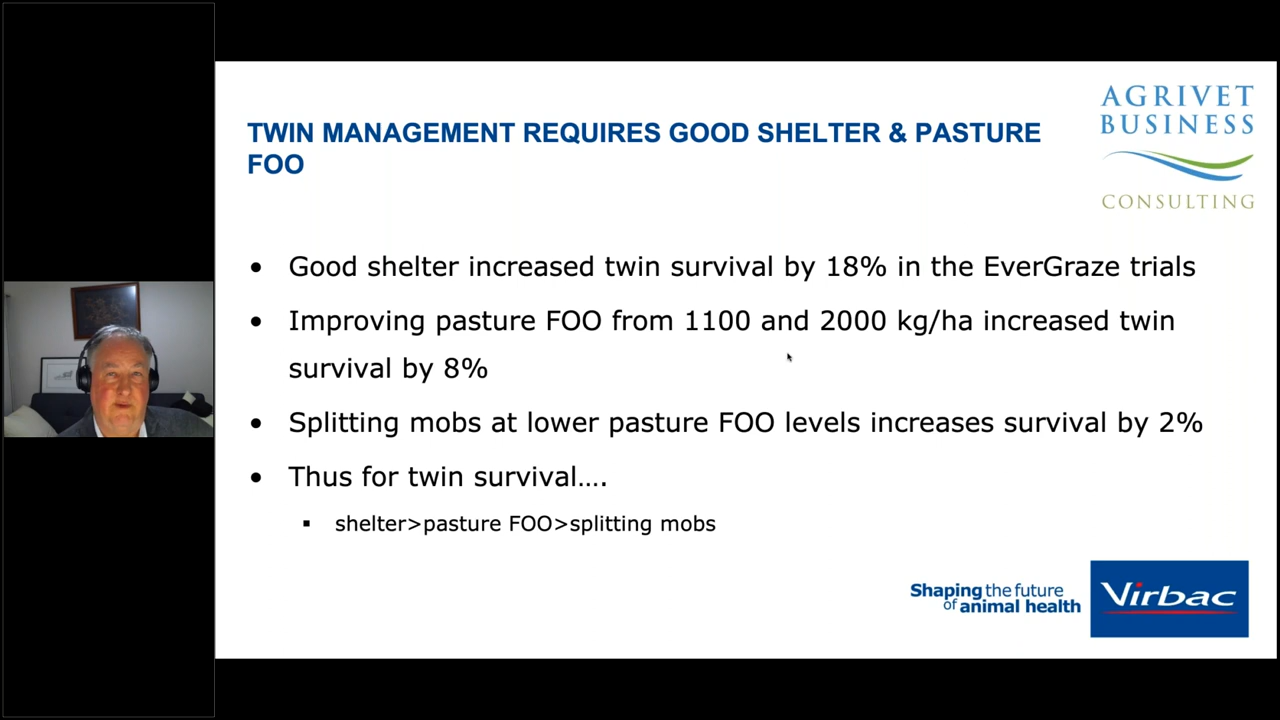 TWIN MANAGEMENT REQUIRES GOOD SHELTER & PASTURE
FOO
AGRIVET
BUSINESS
CONSULTING
• Good shelter increased twin survival by 18% in the EverGraze trials
• Improving pasture FOO from 1100 and 2000 kg/ha increased twin
survival by 8%
• Splitting mobs at lower pasture FOO levels increases survival by 2%
• Thus for twin survival....
▪ shelter>pasture FOO>splitting mobs
Shaping the future
of animal health
Virbac